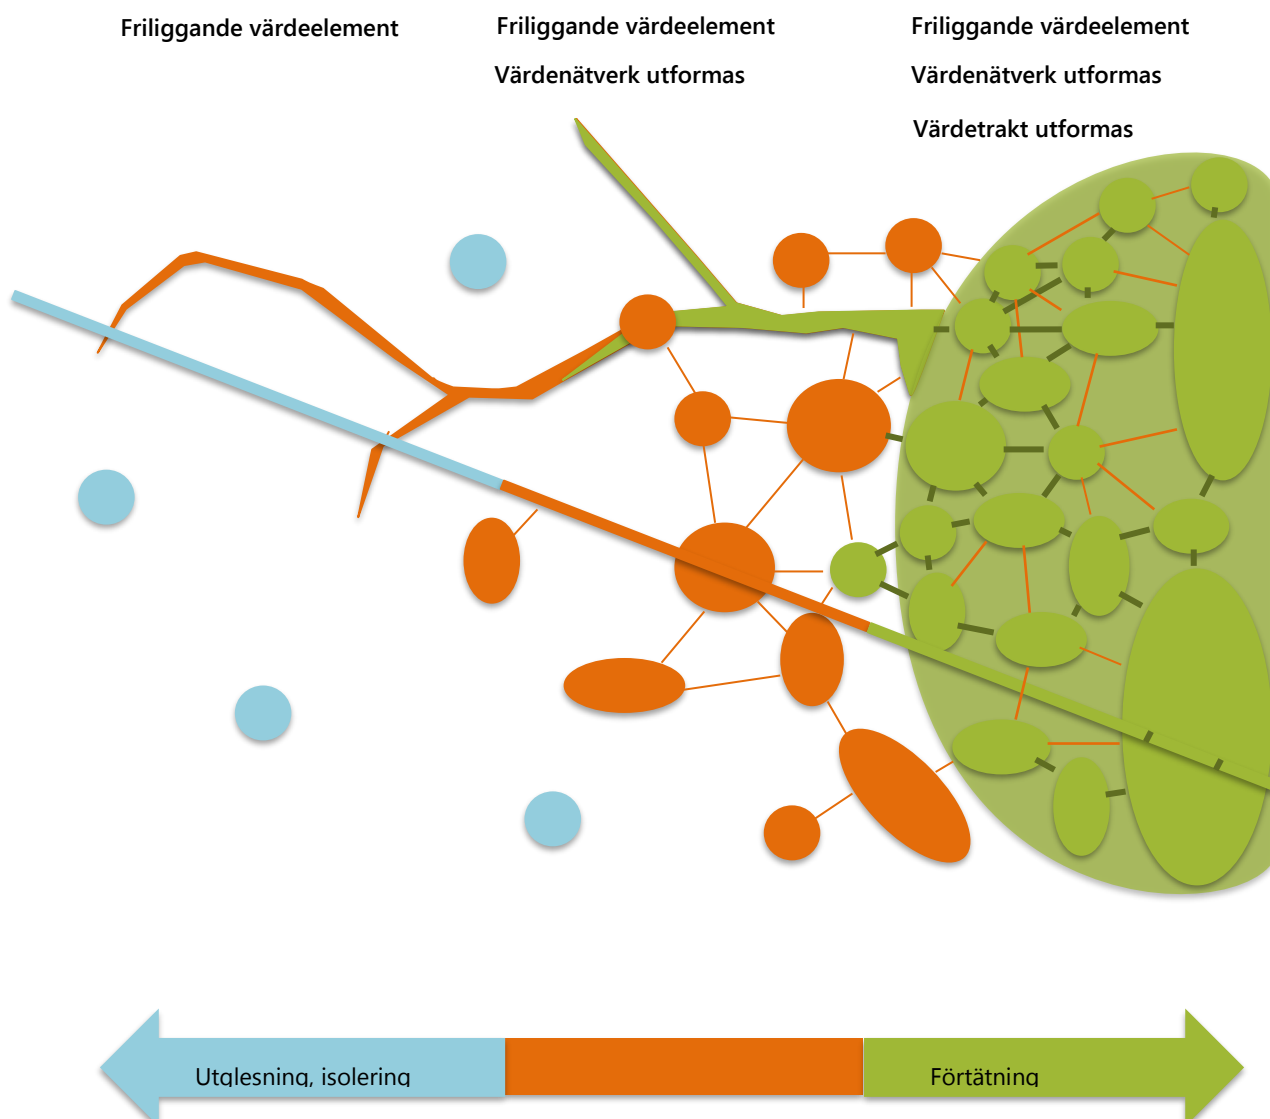 Friliggande värdeelement
Friliggande värdeelement
Värdenätverk utformas
Friliggande värdeelement
Värdenätverk utformas
Värdetrakt utformas
Utglesning, isolering
Förtätning